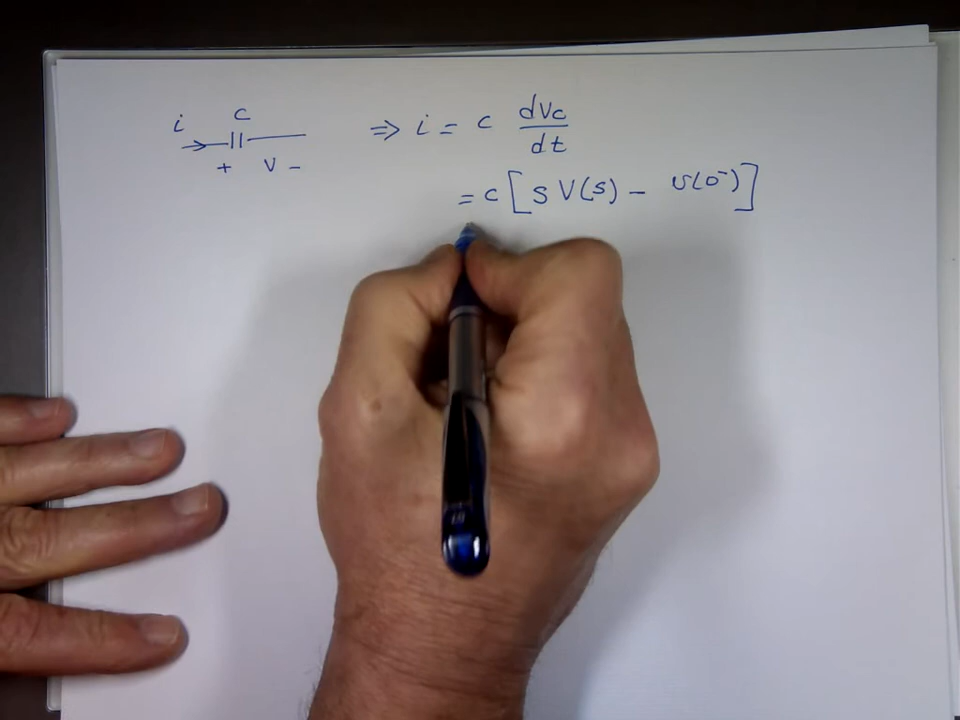 i C ⇒ i = C dVc/dt
+ V -
= C [ S V(S) - v(0⁻) ]